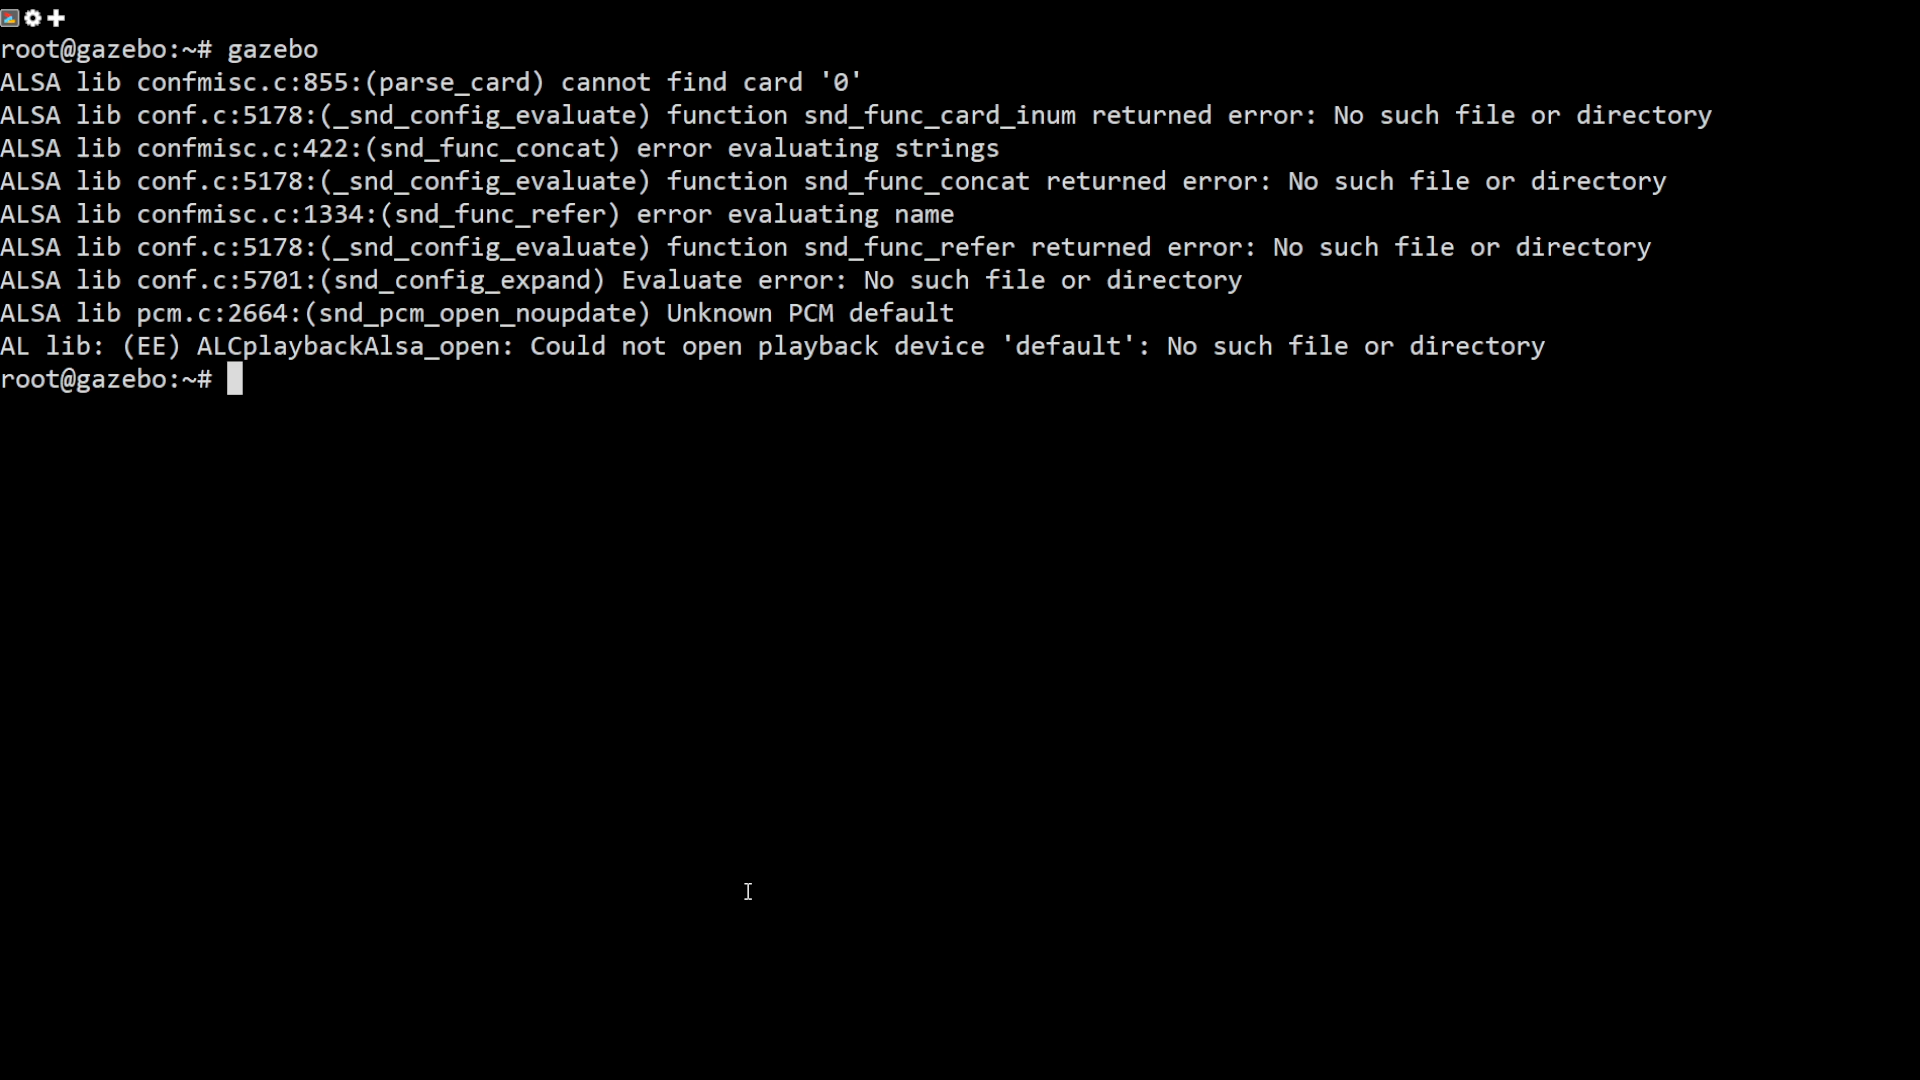 root@gazebo:~# gazebo
ALSA lib confmisc.c:855:(parse_card) cannot find card '0'
ALSA lib conf.c:5178:(_snd_config_evaluate) function snd_func_card_inum returned error: No such file or directory
ALSA lib confmisc.c:422:(snd_func_concat) error evaluating strings
ALSA lib conf.c:5178:(_snd_config_evaluate) function snd_func_concat returned error: No such file or directory
ALSA lib confmisc.c:1334:(snd_func_refer) error evaluating name
ALSA lib conf.c:5178:(_snd_config_evaluate) function snd_func_refer returned error: No such file or directory
ALSA lib conf.c:5701:(snd_config_expand) Evaluate error: No such file or directory
ALSA lib pcm.c:2664:(snd_pcm_open_noupdate) Unknown PCM default
AL lib: (EE) ALCplaybackAlsa_open: Could not open playback device 'default': No such file or directory
root@gazebo:~#